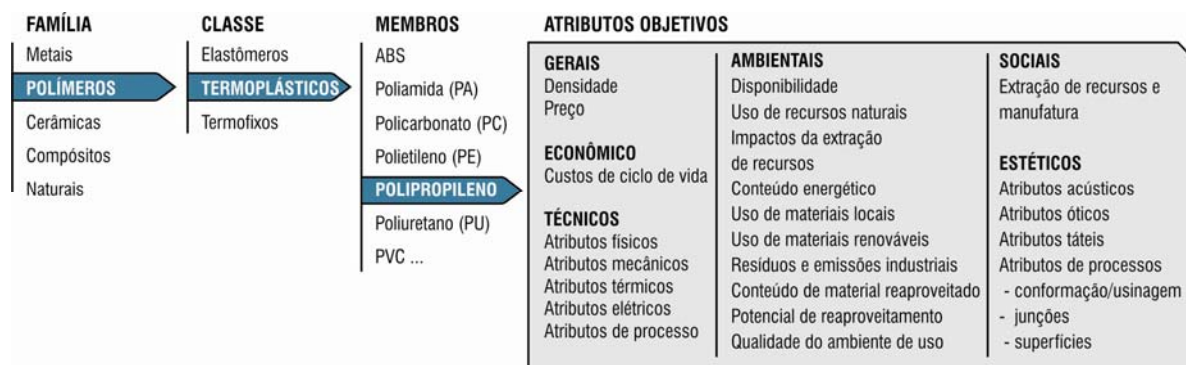 FAMÍLIA
Metais
POLÍMEROS
Cerâmicas
Compósitos
Naturais
CLASSE
Elastômeros
TERMOPLÁSTICOS
Termofixos
MEMBROS
ABS
Poliamida (PA)
Policarbonato (PC)
Polietileno (PE)
POLIPROPILENO
Poliuretano (PU)
PVC ...
ATRIBUTOS OBJETIVOS
GERAIS
Densidade
Preço
ECONÔMICO
Custos de ciclo de vida
TÉCNICOS
Atributos físicos
Atributos mecânicos
Atributos térmicos
Atributos elétricos
Atributos de processo
AMBIENTAIS
Disponibilidade
Uso de recursos naturais
Impactos da extração
de recursos
Conteúdo energético
Uso de materiais locais
Uso de materiais renováveis
Resíduos e emissões industriais
Conteúdo de material reaproveitado
Potencial de reaproveitamento
Qualidade do ambiente de uso
SOCIAIS
Extração de recursos e
manufatura
ESTÉTICOS
Atributos acústicos
Atributos óticos
Atributos táteis
Atributos de processos
- conformação/usinagem
- junções
- superfícies